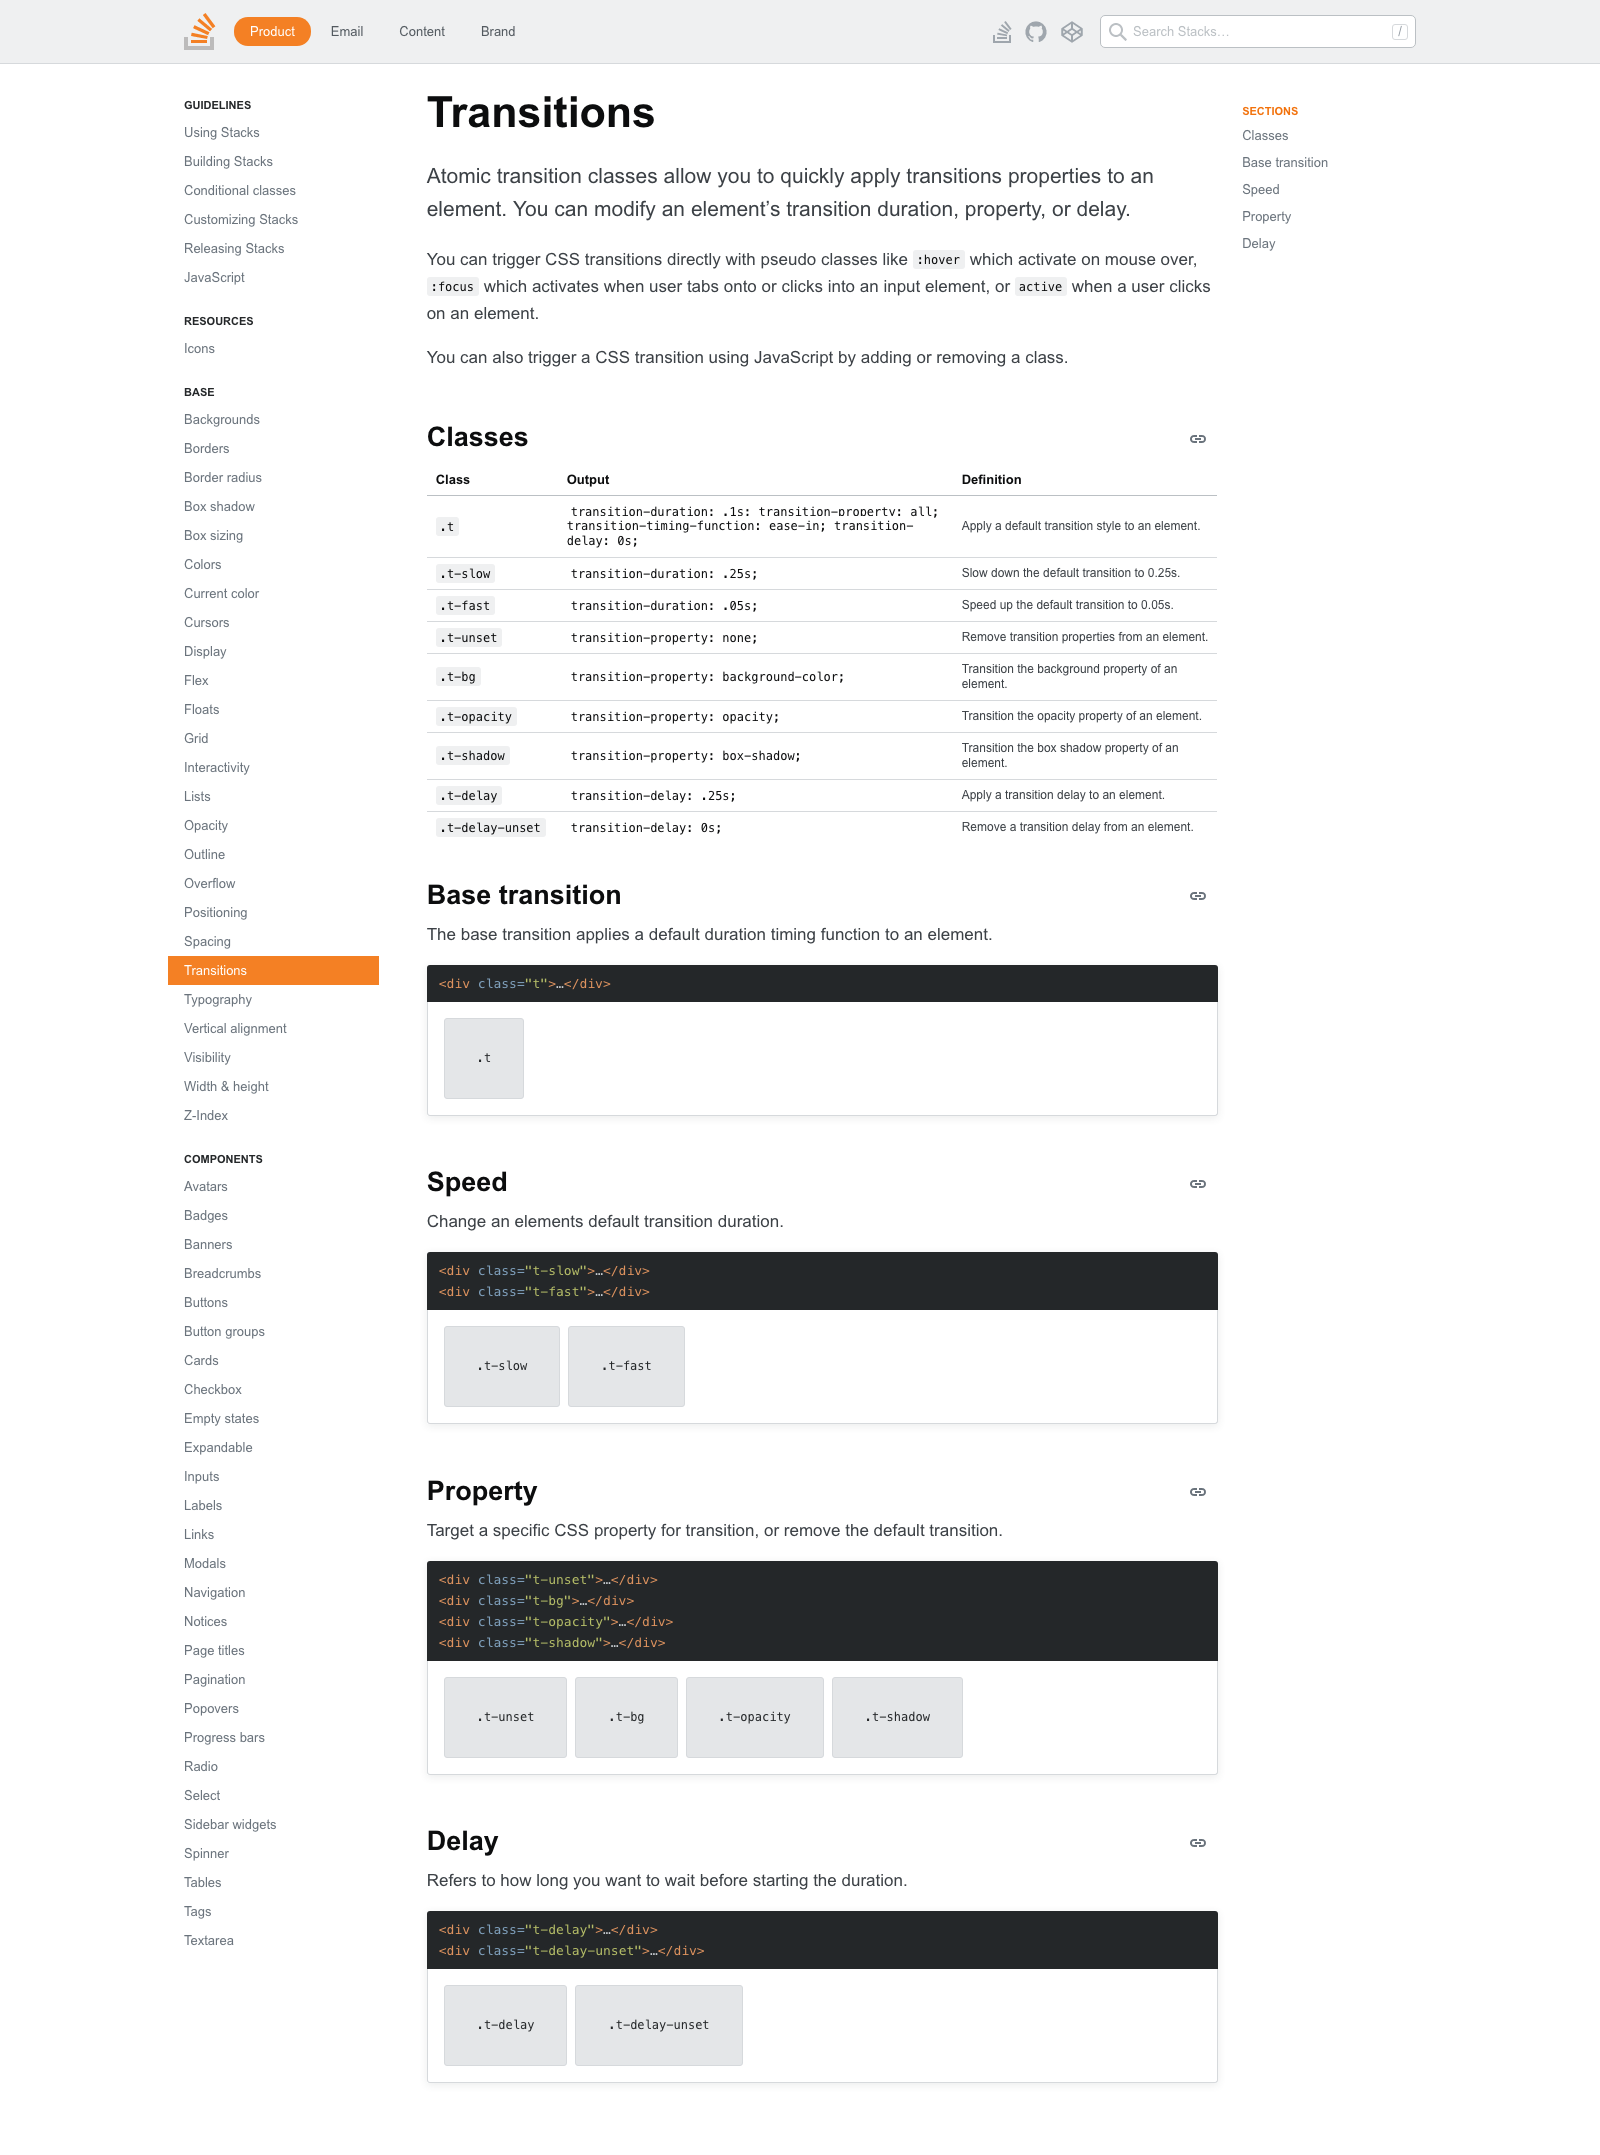 Product
Email
Content
Brand
Search Stacks…
/
GUIDELINES
Using Stacks
Building Stacks
Conditional classes
Customizing Stacks
Releasing Stacks
JavaScript
RESOURCES
Icons
BASE
Backgrounds
Borders
Border radius
Box shadow
Box sizing
Colors
Current color
Cursors
Display
Flex
Floats
Grid
Interactivity
Lists
Opacity
Outline
Overflow
Positioning
Spacing
Transitions
Typography
Vertical alignment
Visibility
Width & height
Z-Index
COMPONENTS
Avatars
Badges
Banners
Breadcrumbs
Buttons
Button groups
Cards
Checkbox
Empty states
Expandable
Inputs
Labels
Links
Modals
Navigation
Notices
Page titles
Pagination
Popovers
Progress bars
Radio
Select
Sidebar widgets
Spinner
Tables
Tags
Textarea
Transitions
Atomic transition classes allow you to quickly apply transitions properties to an
element. You can modify an element’s transition duration, property, or delay.
You can trigger CSS transitions directly with pseudo classes like :hover which activate on mouse over,
:focus which activates when user tabs onto or clicks into an input element, or active when a user clicks
on an element.
You can also trigger a CSS transition using JavaScript by adding or removing a class.
Classes
Class Output Definition
.t
transition-duration: .1s; transition-property: all;
transition-timing-function: ease-in; transition-
delay: 0s;
Apply a default transition style to an element.
.t-slow transition-duration: .25s; Slow down the default transition to 0.25s.
.t-fast transition-duration: .05s; Speed up the default transition to 0.05s.
.t-unset transition-property: none; Remove transition properties from an element.
.t-bg transition-property: background-color; Transition the background property of an
element.
.t-opacity transition-property: opacity; Transition the opacity property of an element.
.t-shadow transition-property: box-shadow; Transition the box shadow property of an
element.
.t-delay transition-delay: .25s; Apply a transition delay to an element.
.t-delay-unset transition-delay: 0s; Remove a transition delay from an element.
Base transition
The base transition applies a default duration timing function to an element.
<div class="t">…</div>
.t
Speed
Change an elements default transition duration.
<div class="t-slow">…</div>
<div class="t-fast">…</div>
.t-slow .t-fast
Property
Target a specific CSS property for transition, or remove the default transition.
<div class="t-unset">…</div>
<div class="t-bg">…</div>
<div class="t-opacity">…</div>
<div class="t-shadow">…</div>
.t-unset .t-bg .t-opacity .t-shadow
Delay
Refers to how long you want to wait before starting the duration.
<div class="t-delay">…</div>
<div class="t-delay-unset">…</div>
.t-delay .t-delay-unset
SECTIONS
Classes
Base transition
Speed
Property
Delay